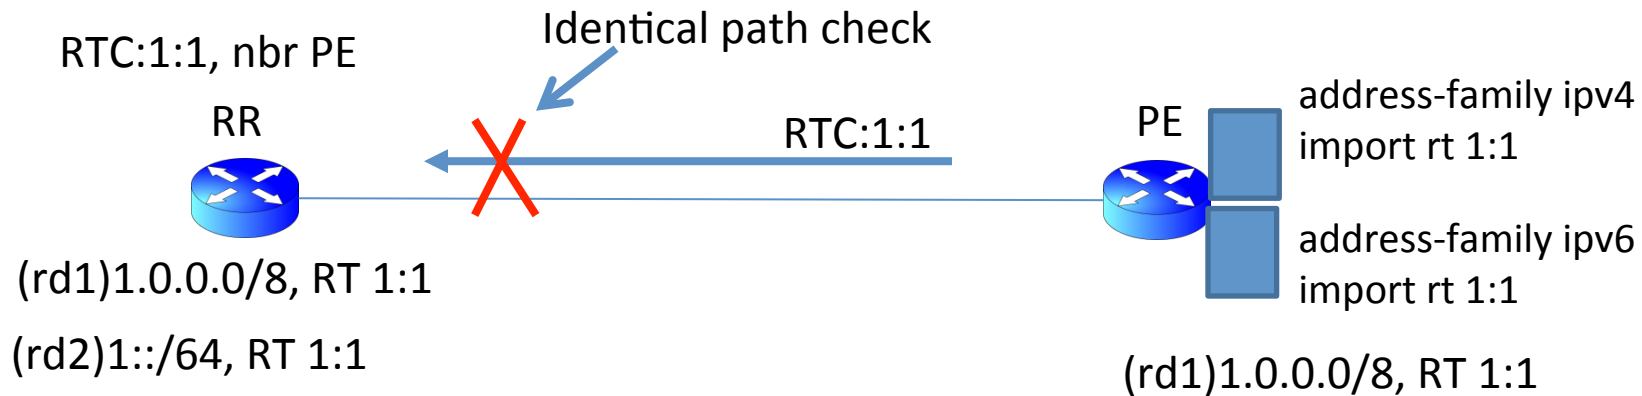 Identical path check
RTC:1:1, nbr PE
RR
RTC:1:1
PE
address-family ipv4
import rt 1:1
address-family ipv6
import rt 1:1
(rd1)1.0.0.0/8, RT 1:1
(rd2)1::/64, RT 1:1
(rd1)1.0.0.0/8, RT 1:1